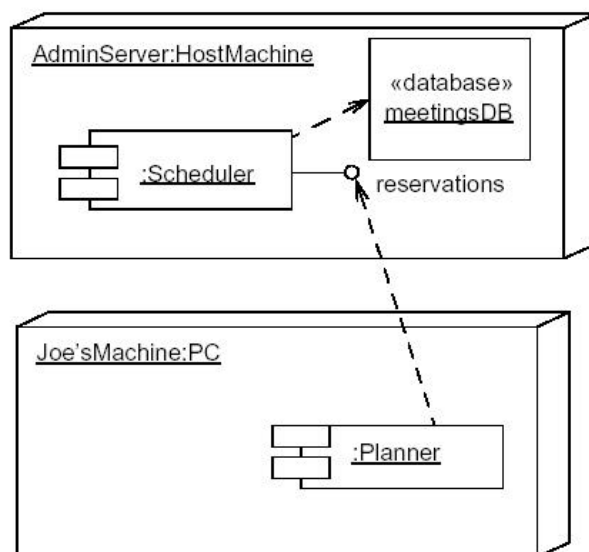 AdminServer:HostMachine
«database»
meetingsDB
:Scheduler
reservations
Joe'sMachine:PC
:Planner